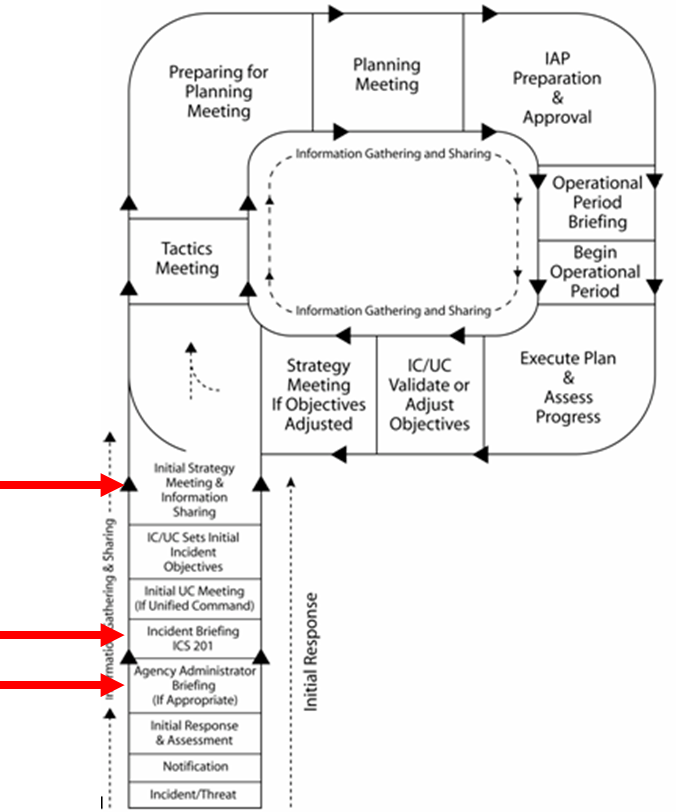 Preparing for
Planning
Meeting
Planning
Meeting
IAP
Preparation
&
Approval
Information Gathering and Sharing
Operational
Period
Briefing
Tactics
Meeting
Begin
Operational
Period
Information Gathering and Sharing
Strategy
Meeting
If Objectives
Adjusted
IC/UC
Validate or
Adjust
Objectives
Execute Plan
&
Assess
Progress
Initial Strategy
Meeting &
Information
Sharing
IC/UC Sets Initial
Incident
Objectives
Initial UC Meeting
(If Unified Command)
Incident Briefing
ICS 201
Agency Administrator
Briefing
(If Appropriate)
Initial Response
& Assessment
Notification
Incident/Threat
Information Gathering & Sharing
Initial Response